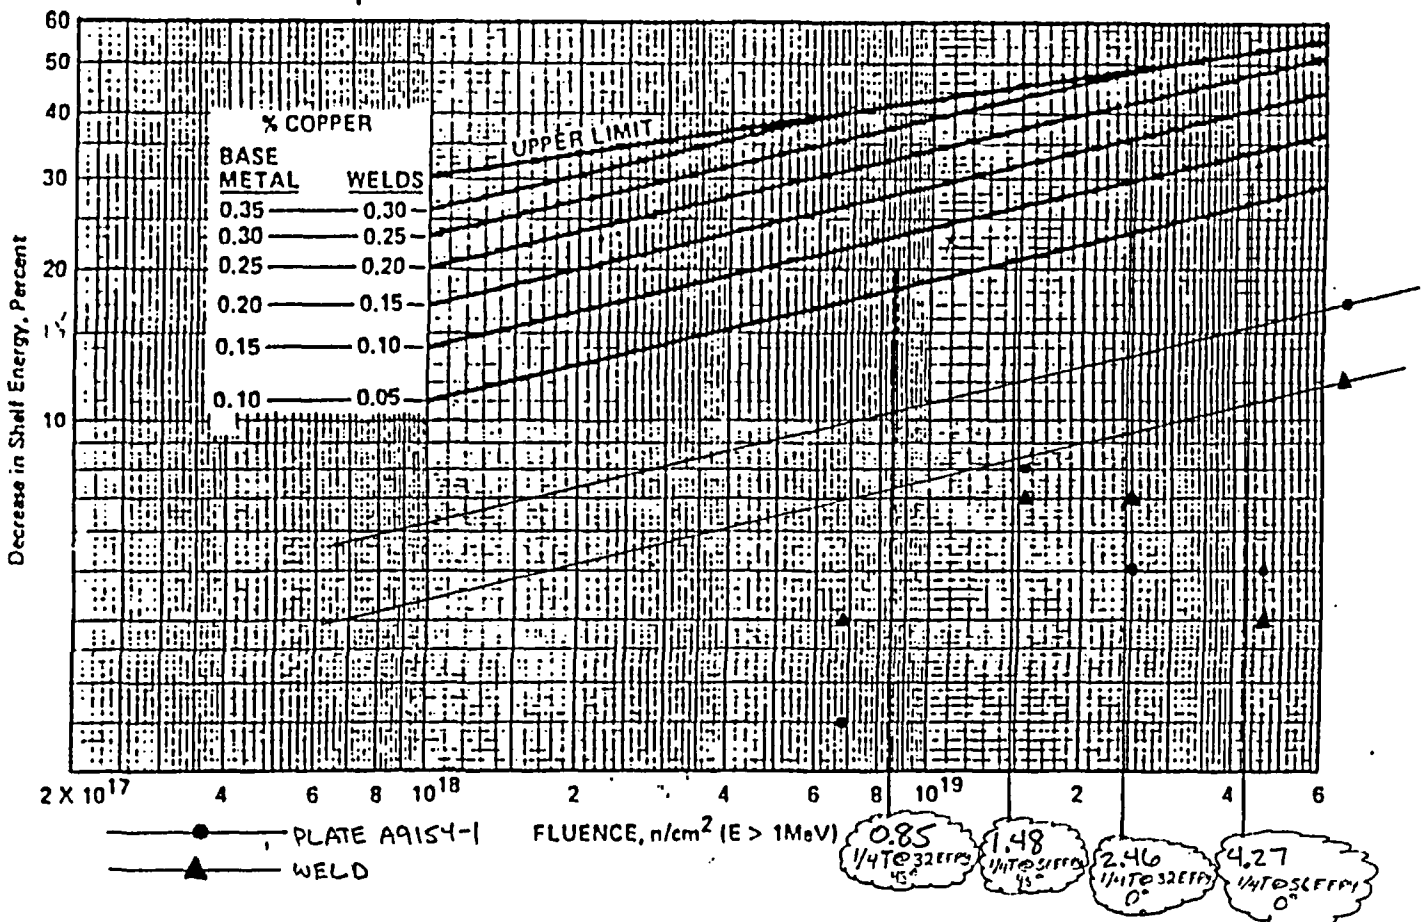 60
50
40
30
20
15
10
Decrease in Shelf Energy, Percent
% COPPER
BASE METAL WELDS
0.35 0.30
0.30 0.25
0.25 0.20
0.20 0.15
0.15 0.10
0.10 0.05
UPPER LIMIT
2 X 10^17 4 6 8 10^18 2 4 6 8 10^19 2 4 6
FLUENCE, n/cm^2 (E > 1MeV)
PLATE A9154-1
WELD
0.85
1/4T@32EFPY
45°
1.48
45°
2.46
1/4T@32EFPY
0°
4.27
1/4T@56EFPY
0°